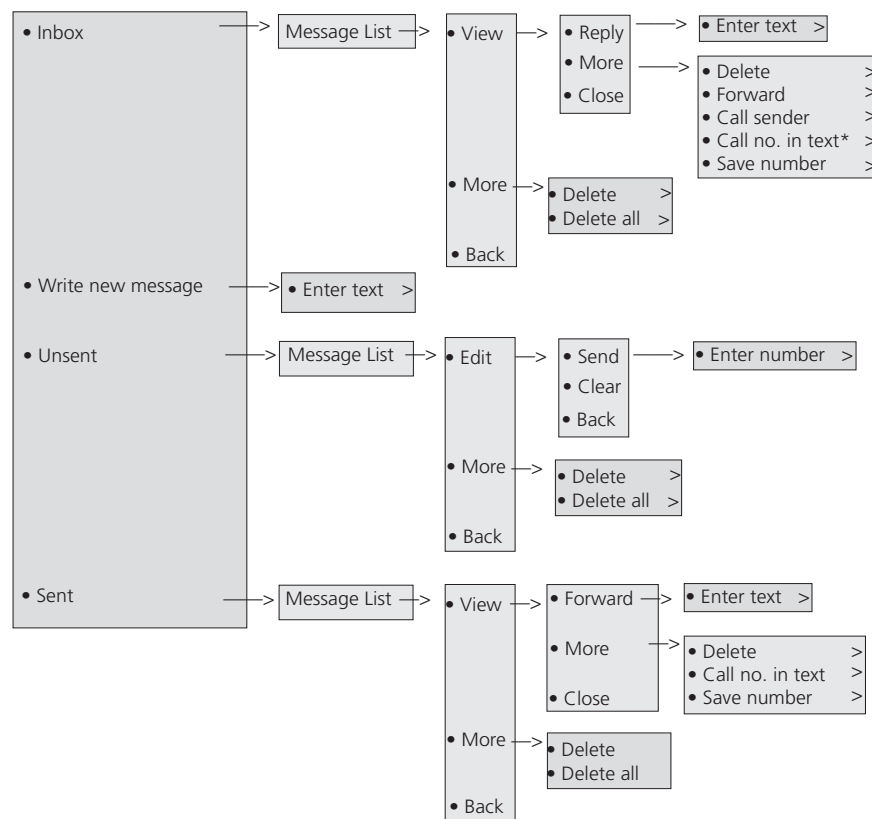 • Inbox
Message List
• View
• Reply
• Enter text >
• More
• Close
• Delete >
• Forward >
• Call sender >
• Call no. in text* >
• Save number >
• More
• Delete >
• Delete all >
• Back
• Write new message
• Enter text >
• Unsent
Message List
• Edit
• Send
• Enter number >
• Clear
• Back
• More
• Delete >
• Delete all >
• Back
• Sent
Message List
• View
• Forward
• Enter text >
• More
• Close
• Delete >
• Call no. in text >
• Save number >
• More
• Delete
• Delete all
• Back